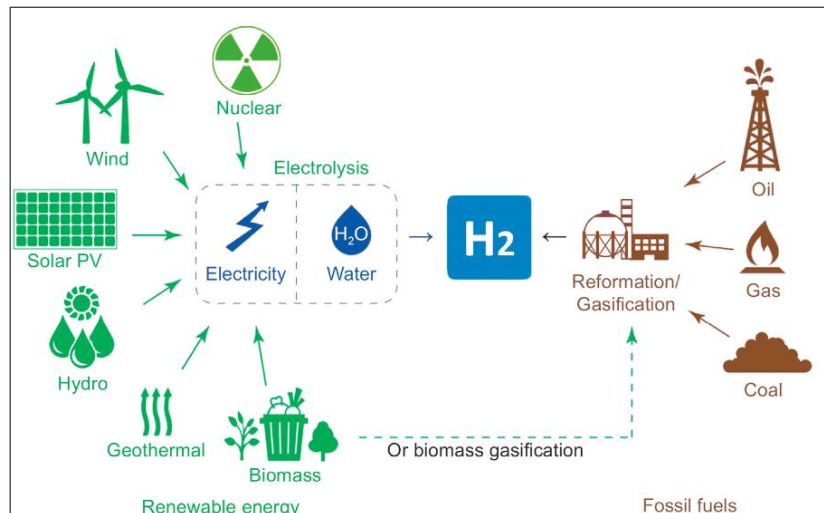 Nuclear
Wind
Electrolysis
Oil
H₂O
H2
Solar PV
Electricity
Water
Reformation/
Gasification
Gas
Hydro
Coal
Geothermal
Biomass
Or biomass gasification
Renewable energy
Fossil fuels